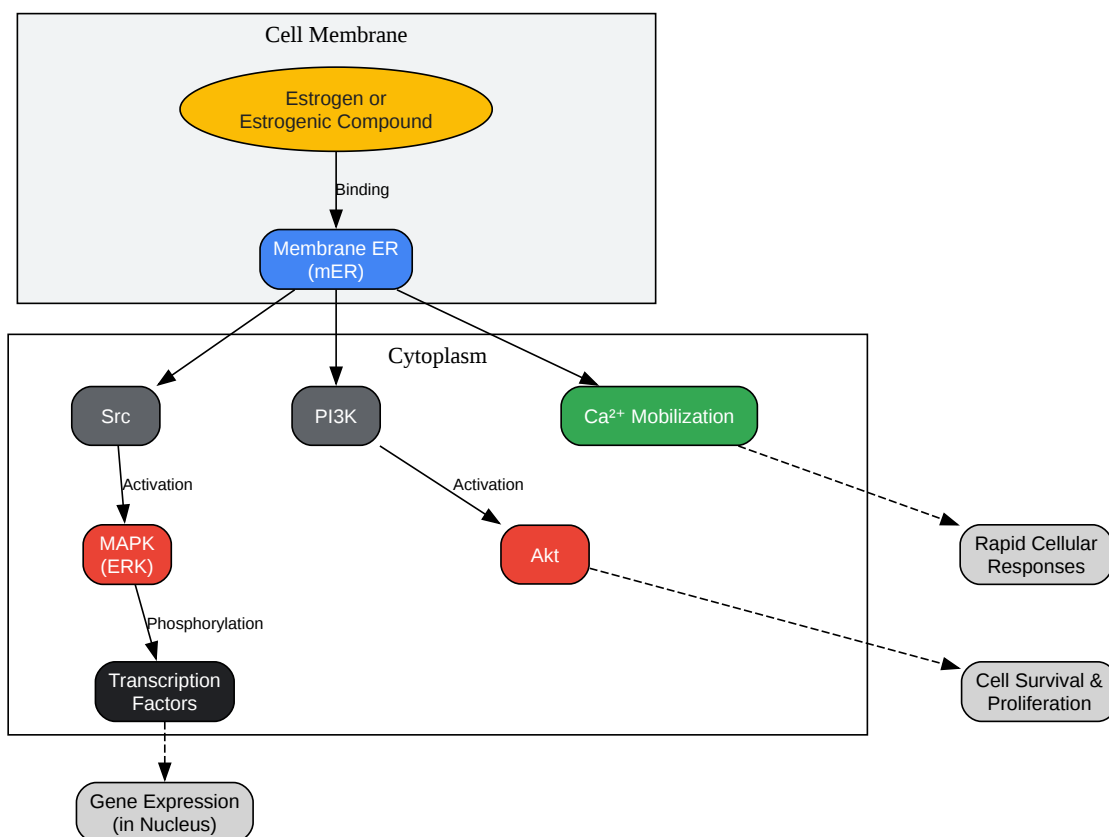 Cell Membrane
Estrogen or
Estrogenic Compound
Binding
Membrane ER
(mER)
Cytoplasm
Src
PI3K
Ca²⁺ Mobilization
Activation
Activation
MAPK
(ERK)
Akt
Rapid Cellular
Responses
Phosphorylation
Transcription
Factors
Cell Survival &
Proliferation
Gene Expression
(in Nucleus)